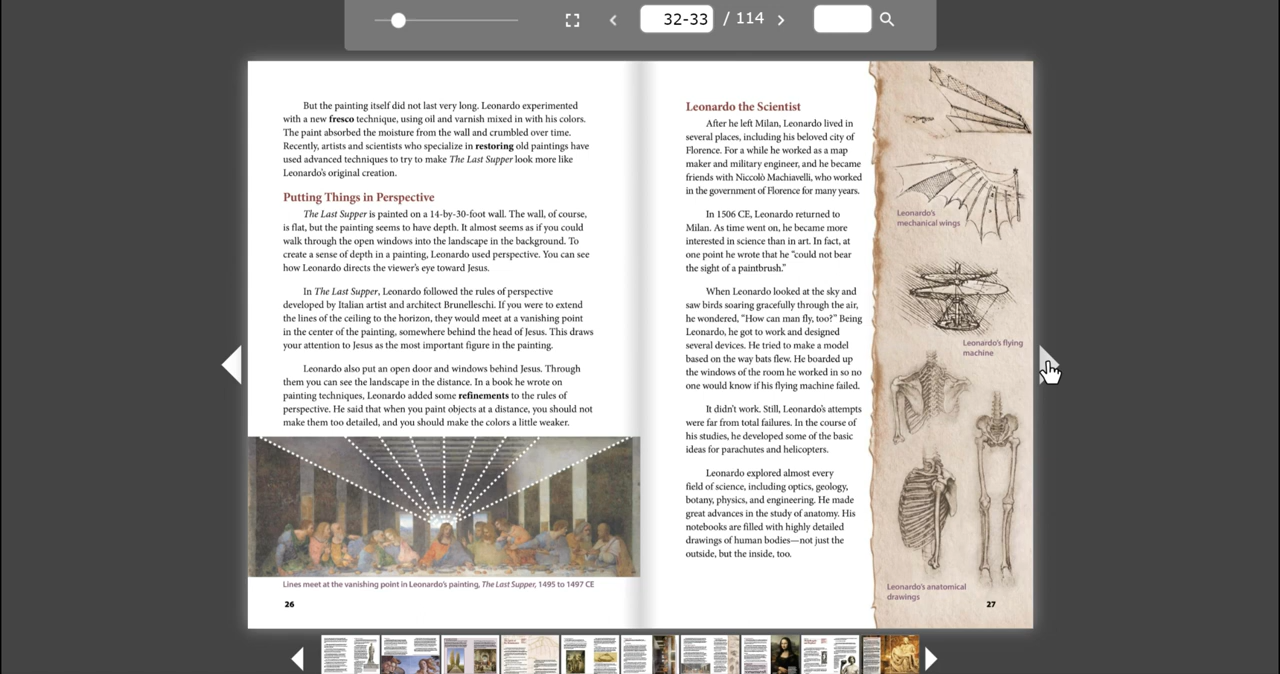 32-33 / 114
But the painting itself did not last very long. Leonardo experimented
with a new fresco technique, using oil and varnish mixed in with his colors.
The paint absorbed the moisture from the wall and crumbled over time.
Recently, artists and scientists who specialize in restoring old paintings have
used advanced techniques to try to make The Last Supper look more like
Leonardo's original creation.
Putting Things in Perspective
The Last Supper is painted on a 14-by-30-foot wall. The wall, of course,
is flat, but the painting seems to have depth. It almost seems as if you could
walk through the open windows into the landscape in the background. To
create a sense of depth in a painting, Leonardo used perspective. You can see
how Leonardo directs the viewer's eye toward Jesus.
In The Last Supper, Leonardo followed the rules of perspective
developed by Italian artist and architect Brunelleschi. If you were to extend
the lines of the ceiling to the horizon, they would meet at a vanishing point
in the center of the painting, somewhere behind the head of Jesus. This draws
your attention to Jesus as the most important figure in the painting.
Leonardo also put an open door and windows behind Jesus. Through
them you can see the landscape in the distance. In a book he wrote on
painting techniques, Leonardo added some refinements to the rules of
perspective. He said that when you paint objects at a distance, you should not
make them too detailed, and you should make the colors a little weaker.
Lines meet at the vanishing point in Leonardo's painting, The Last Supper, 1495 to 1497 CE
26
Leonardo the Scientist
After he left Milan, Leonardo lived in
several places, including his beloved city of
Florence. For a while he worked as a map
maker and military engineer, and he became
friends with Niccolò Machiavelli, who worked
in the government of Florence for many years.
In 1506 CE, Leonardo returned to
Milan. As time went on, he became more
interested in science than in art. In fact, at
one point he wrote that he "could not bear
the sight of a paintbrush."
When Leonardo looked at the sky and
saw birds soaring gracefully through the air,
he wondered, "How can man fly, too?" Being
Leonardo, he got to work and designed
several devices. He tried to make a model
based on the way bats flew. He boarded up
the windows of the room he worked in so no
one would know if his flying machine failed.
It didn't work. Still, Leonardo's attempts
were far from total failures. In the course of
his studies, he developed some of the basic
ideas for parachutes and helicopters.
Leonardo explored almost every
field of science, including optics, geology,
botany, physics, and engineering. He made
great advances in the study of anatomy. His
notebooks are filled with highly detailed
drawings of human bodies—not just the
outside, but the inside, too.
Leonardo's
mechanical wings
Leonardo's flying
machine
Leonardo's anatomical
drawings
27